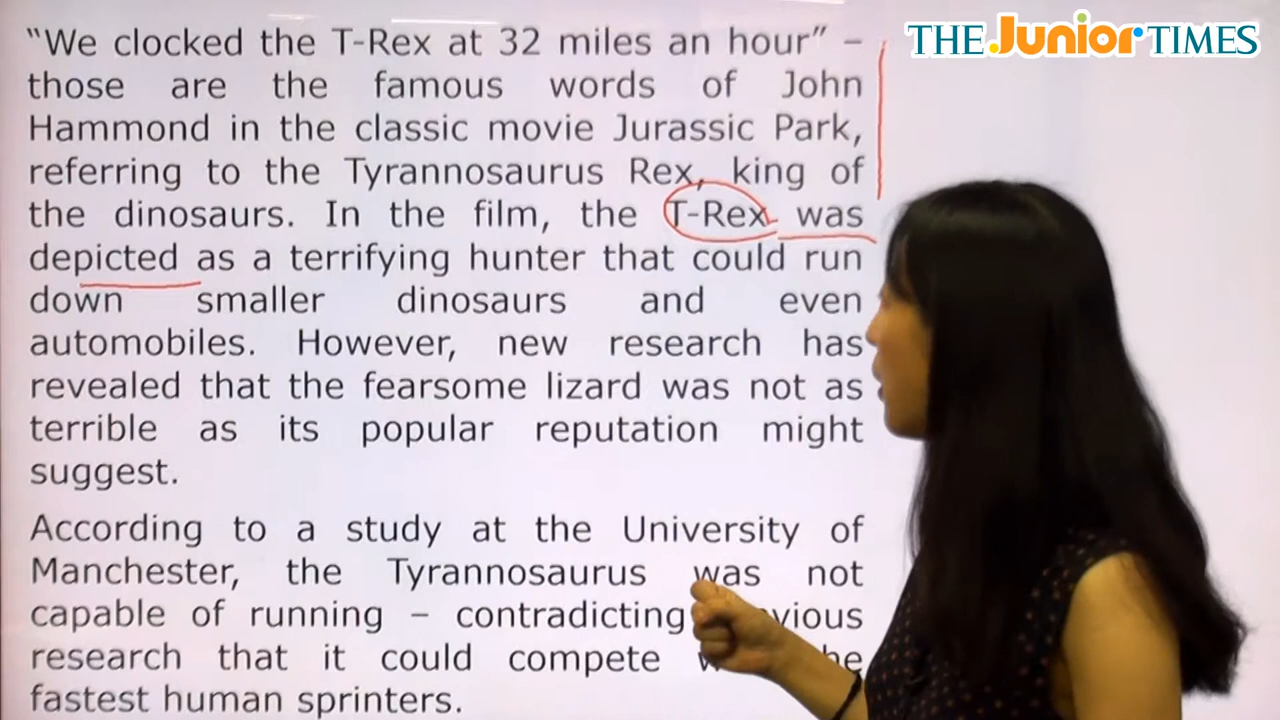 THE Junior TIMES
“We clocked the T-Rex at 32 miles an hour” –
those are the famous words of John
Hammond in the classic movie Jurassic Park,
referring to the Tyrannosaurus Rex, king of
the dinosaurs. In the film, the T-Rex was
depicted as a terrifying hunter that could run
down smaller dinosaurs and even
automobiles. However, new research has
revealed that the fearsome lizard was not as
terrible as its popular reputation might
suggest.
According to a study at the University of
Manchester, the Tyrannosaurus was not
capable of running – contradicting
research that it could compete
fastest human sprinters.